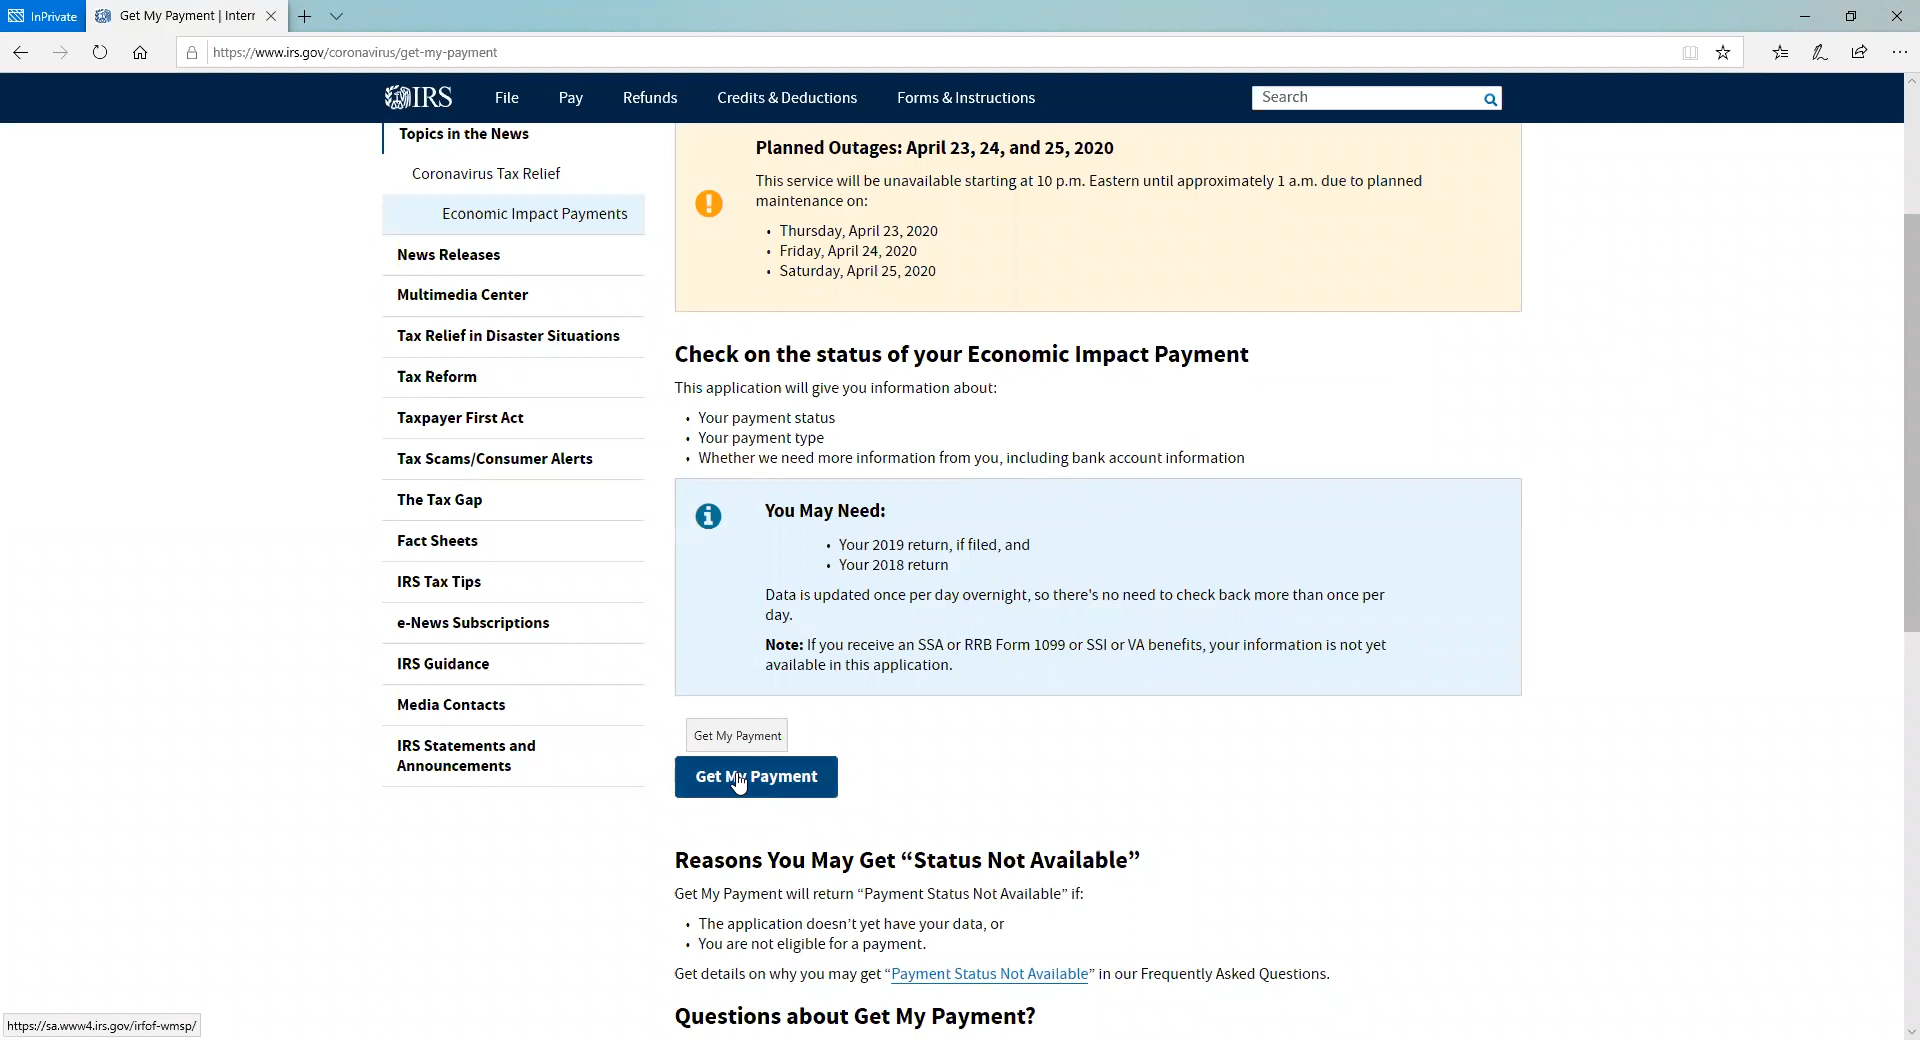 InPrivate
Get My Payment | Interr
https://www.irs.gov/coronavirus/get-my-payment
IRS
File
Pay
Refunds
Credits & Deductions
Forms & Instructions
Search
Topics in the News
Coronavirus Tax Relief
Economic Impact Payments
News Releases
Multimedia Center
Tax Relief in Disaster Situations
Tax Reform
Taxpayer First Act
Tax Scams/Consumer Alerts
The Tax Gap
Fact Sheets
IRS Tax Tips
e-News Subscriptions
IRS Guidance
Media Contacts
IRS Statements and
Announcements
Planned Outages: April 23, 24, and 25, 2020
This service will be unavailable starting at 10 p.m. Eastern until approximately 1 a.m. due to planned
maintenance on:
• Thursday, April 23, 2020
• Friday, April 24, 2020
• Saturday, April 25, 2020
Check on the status of your Economic Impact Payment
This application will give you information about:
• Your payment status
• Your payment type
• Whether we need more information from you, including bank account information
You May Need:
• Your 2019 return, if filed, and
• Your 2018 return
Data is updated once per day overnight, so there's no need to check back more than once per
day.
Note: If you receive an SSA or RRB Form 1099 or SSI or VA benefits, your information is not yet
available in this application.
Get My Payment
Get My Payment
Reasons You May Get “Status Not Available”
Get My Payment will return “Payment Status Not Available” if:
• The application doesn’t yet have your data, or
• You are not eligible for a payment.
Get details on why you may get “Payment Status Not Available” in our Frequently Asked Questions.
Questions about Get My Payment?
https://sa.www4.irs.gov/irfof-wmsp/